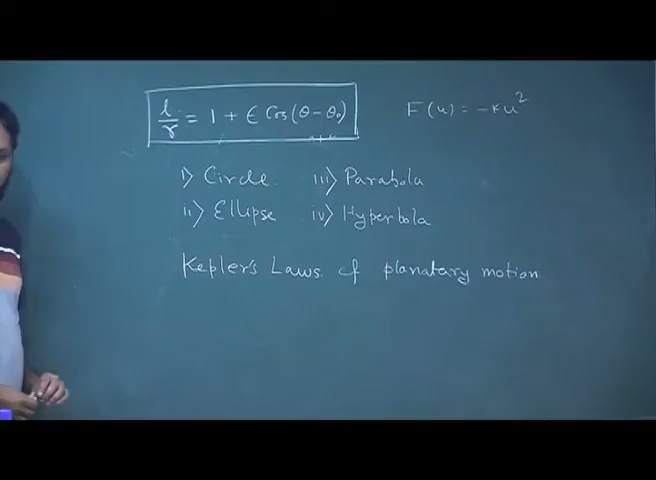 l/r = 1 + ϵ Cos(θ - θ₀) F(u) = -ku²
i) Circle iii) Parabola
ii) Ellipse iv) Hyperbola
Kepler's Laws of planatary motion